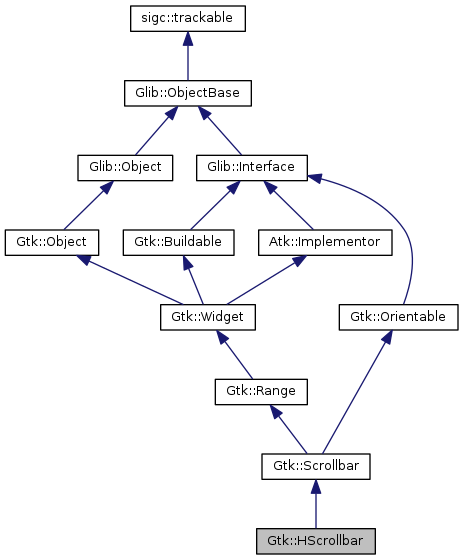 sigc::trackable
Glib::ObjectBase
Glib::Object
Glib::Interface
Gtk::Object
Gtk::Buildable
Atk::Implementor
Gtk::Widget
Gtk::Orientable
Gtk::Range
Gtk::Scrollbar
Gtk::HScrollbar